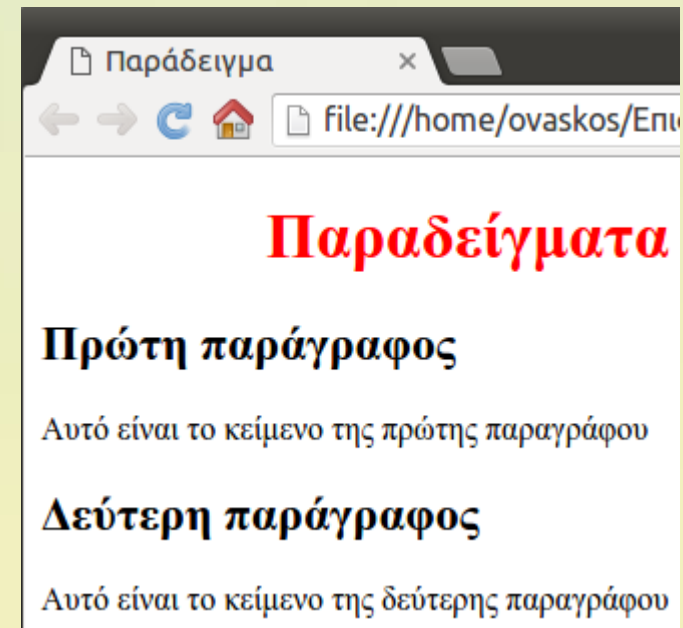 Παράδειγμα
file:///home/ovaskos/Επι
Παραδείγματα
Πρώτη παράγραφος
Αυτό είναι το κείμενο της πρώτης παραγράφου
Δεύτερη παράγραφος
Αυτό είναι το κείμενο της δεύτερης παραγράφου